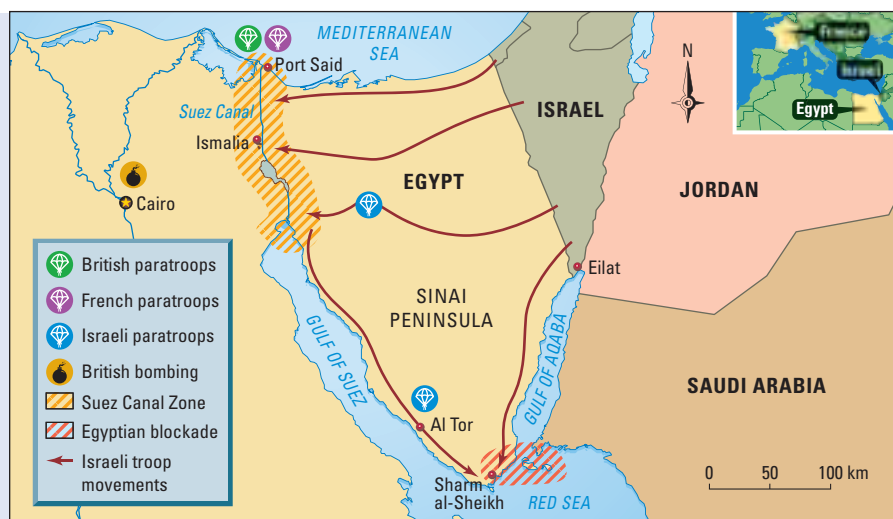 MEDITERRANEAN
SEA
Port Said
Suez Canal
Ismalia
ISRAEL
N
Egypt
EGYPT
JORDAN
Cairo
Eilat
SINAI
PENINSULA
GULF OF SUEZ
GULF OF AQABA
SAUDI ARABIA
Al Tor
Sharm
al-Sheikh
RED SEA
0 50 100 km
British paratroops
French paratroops
Israeli paratroops
British bombing
Suez Canal Zone
Egyptian blockade
Israeli troop
movements